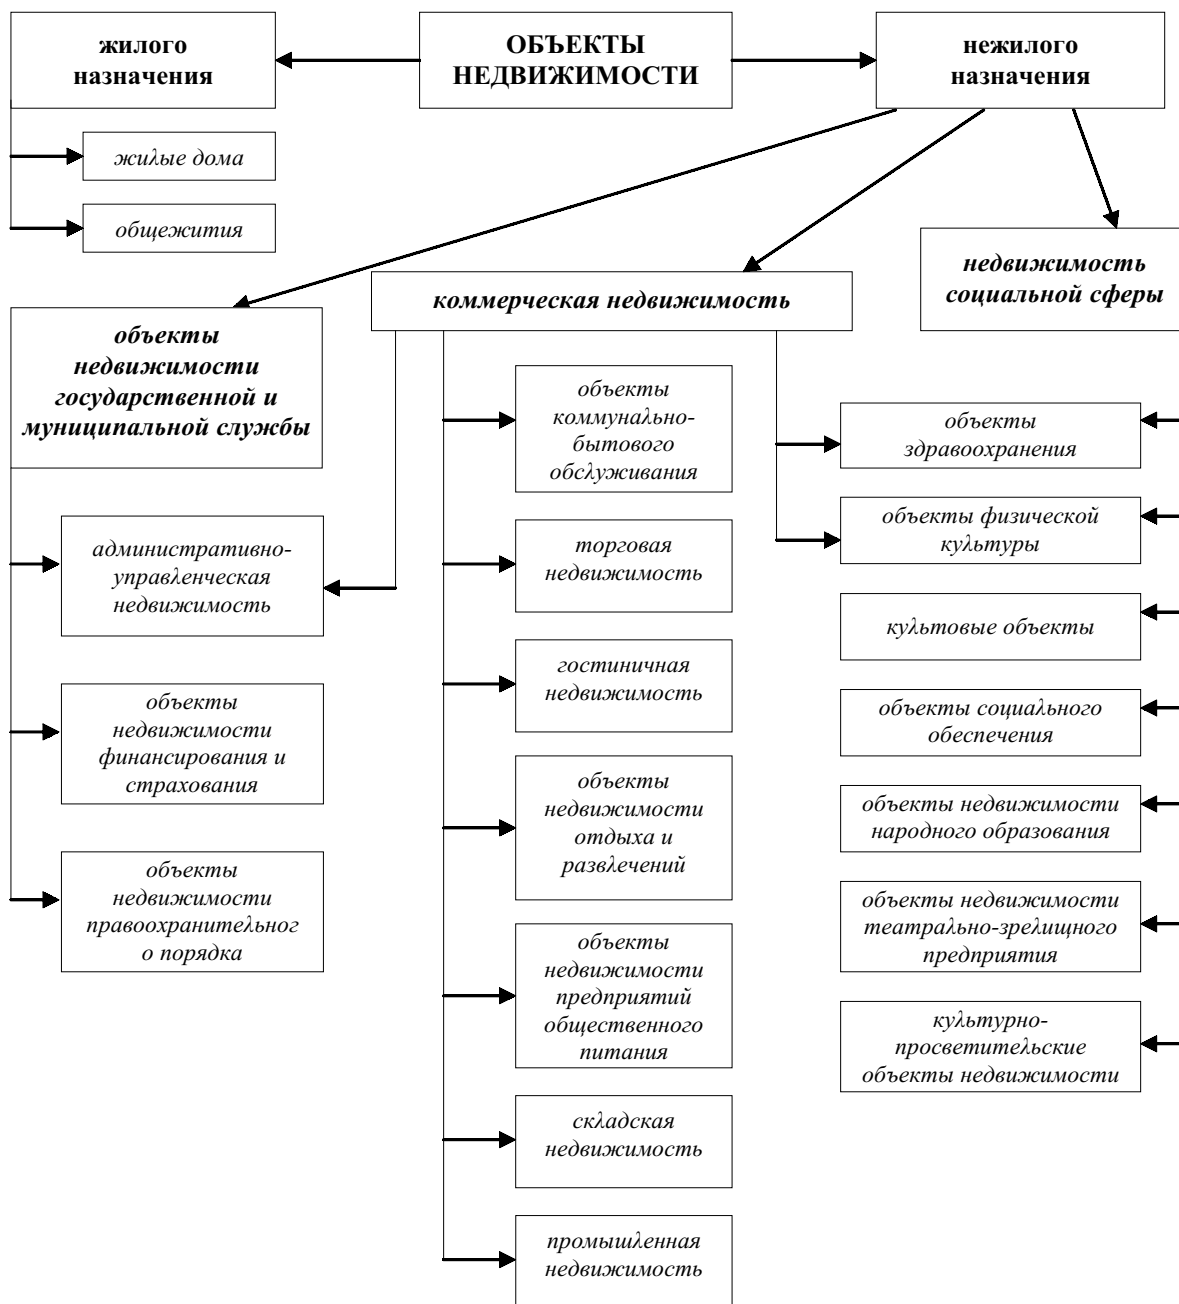 жилого
назначения
ОБЪЕКТЫ
НЕДВИЖИМОСТИ
нежилого
назначения
жилые дома
общежития
недвижимость
социальной сферы
коммерческая недвижимость
объекты
недвижимости
государственной и
муниципальной службы
административно-
управленческая
недвижимость
объекты
недвижимости
финансирования и
страхования
объекты
недвижимости
правоохранительног
о порядка
объекты
коммунально-
бытового
обслуживания
торговая
недвижимость
гостиничная
недвижимость
объекты
недвижимости
отдыха и
развлечений
объекты
недвижимости
предприятий
общественного
питания
складская
недвижимость
промышленная
недвижимость
объекты
здравоохранения
объекты физической
культуры
культовые объекты
объекты социального
обеспечения
объекты недвижимости
народного образования
объекты недвижимости
театрально-зрелищного
предприятия
культурно-
просветительские
объекты недвижимости